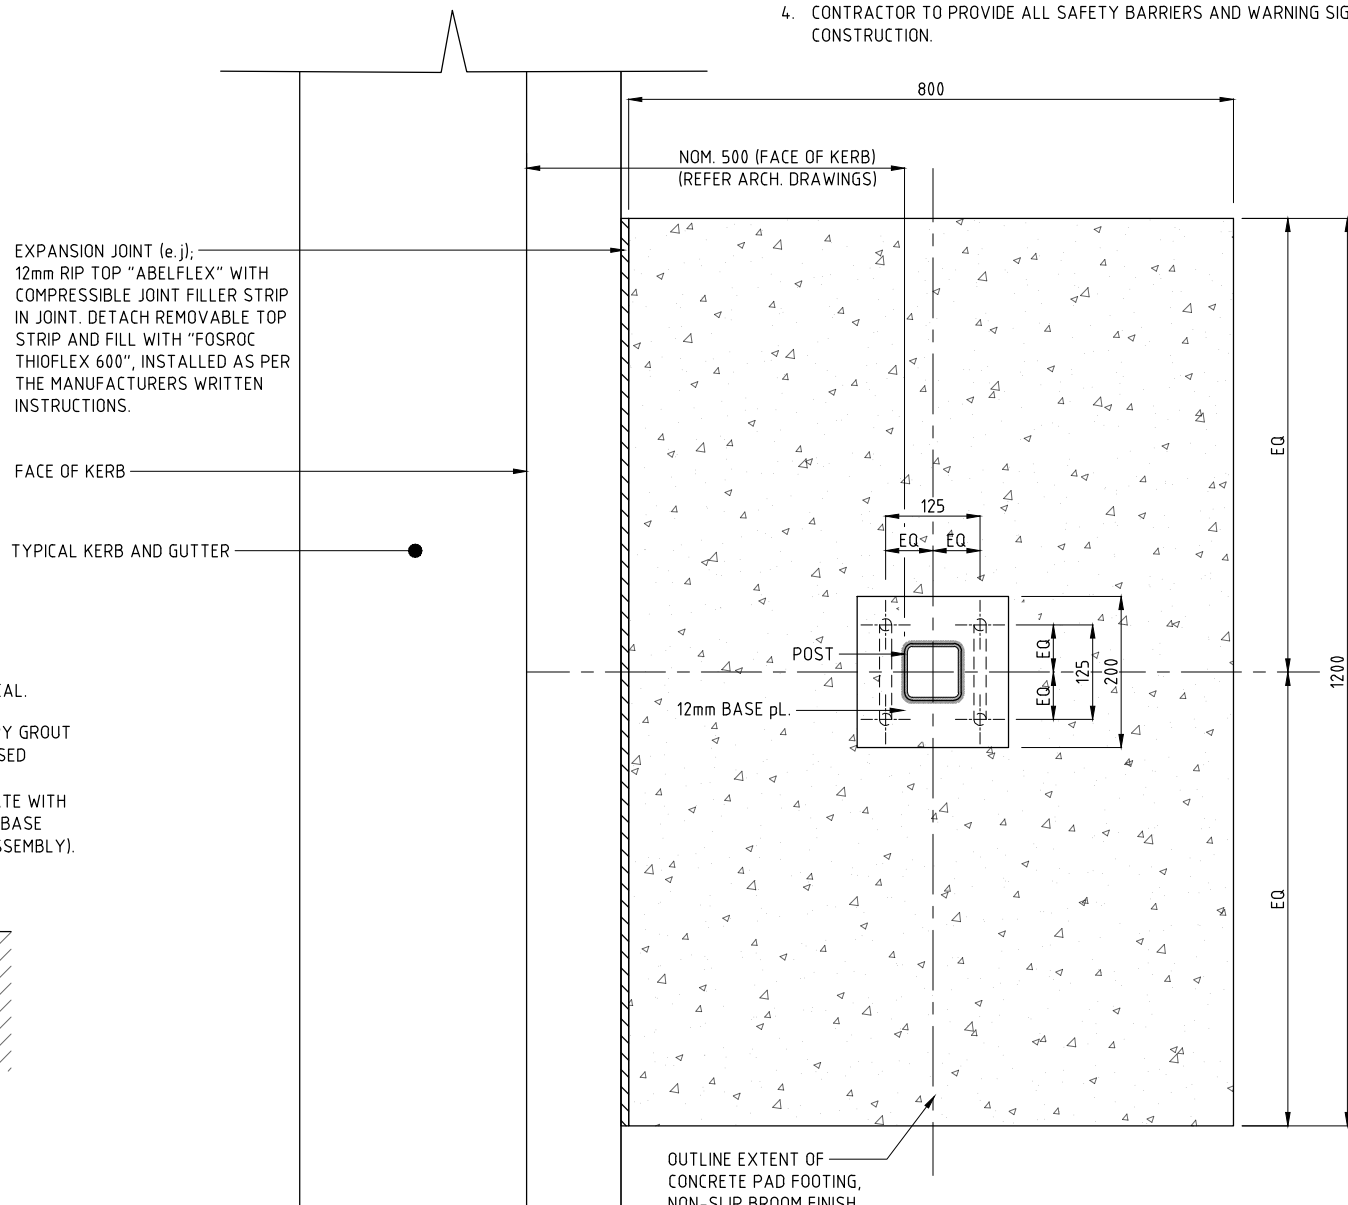 4. CONTRACTOR TO PROVIDE ALL SAFETY BARRIERS AND WARNING SIG
CONSTRUCTION.
800
NOM. 500 (FACE OF KERB)
(REFER ARCH. DRAWINGS)
EXPANSION JOINT (e.j);
12mm RIP TOP "ABELFLEX" WITH
COMPRESSIBLE JOINT FILLER STRIP
IN JOINT. DETACH REMOVABLE TOP
STRIP AND FILL WITH "FOSROC
THIOFLEX 600", INSTALLED AS PER
THE MANUFACTURERS WRITTEN
INSTRUCTIONS.
FACE OF KERB
TYPICAL KERB AND GUTTER
EQ
125
EQ EQ
POST
12mm BASE pL.
EQ
EQ
125
200
1200
EAL.
Y GROUT
SED
TE WITH
BASE
SSEMBLY).
EQ
OUTLINE EXTENT OF
CONCRETE PAD FOOTING,
NON-SLIP BROOM FINISH